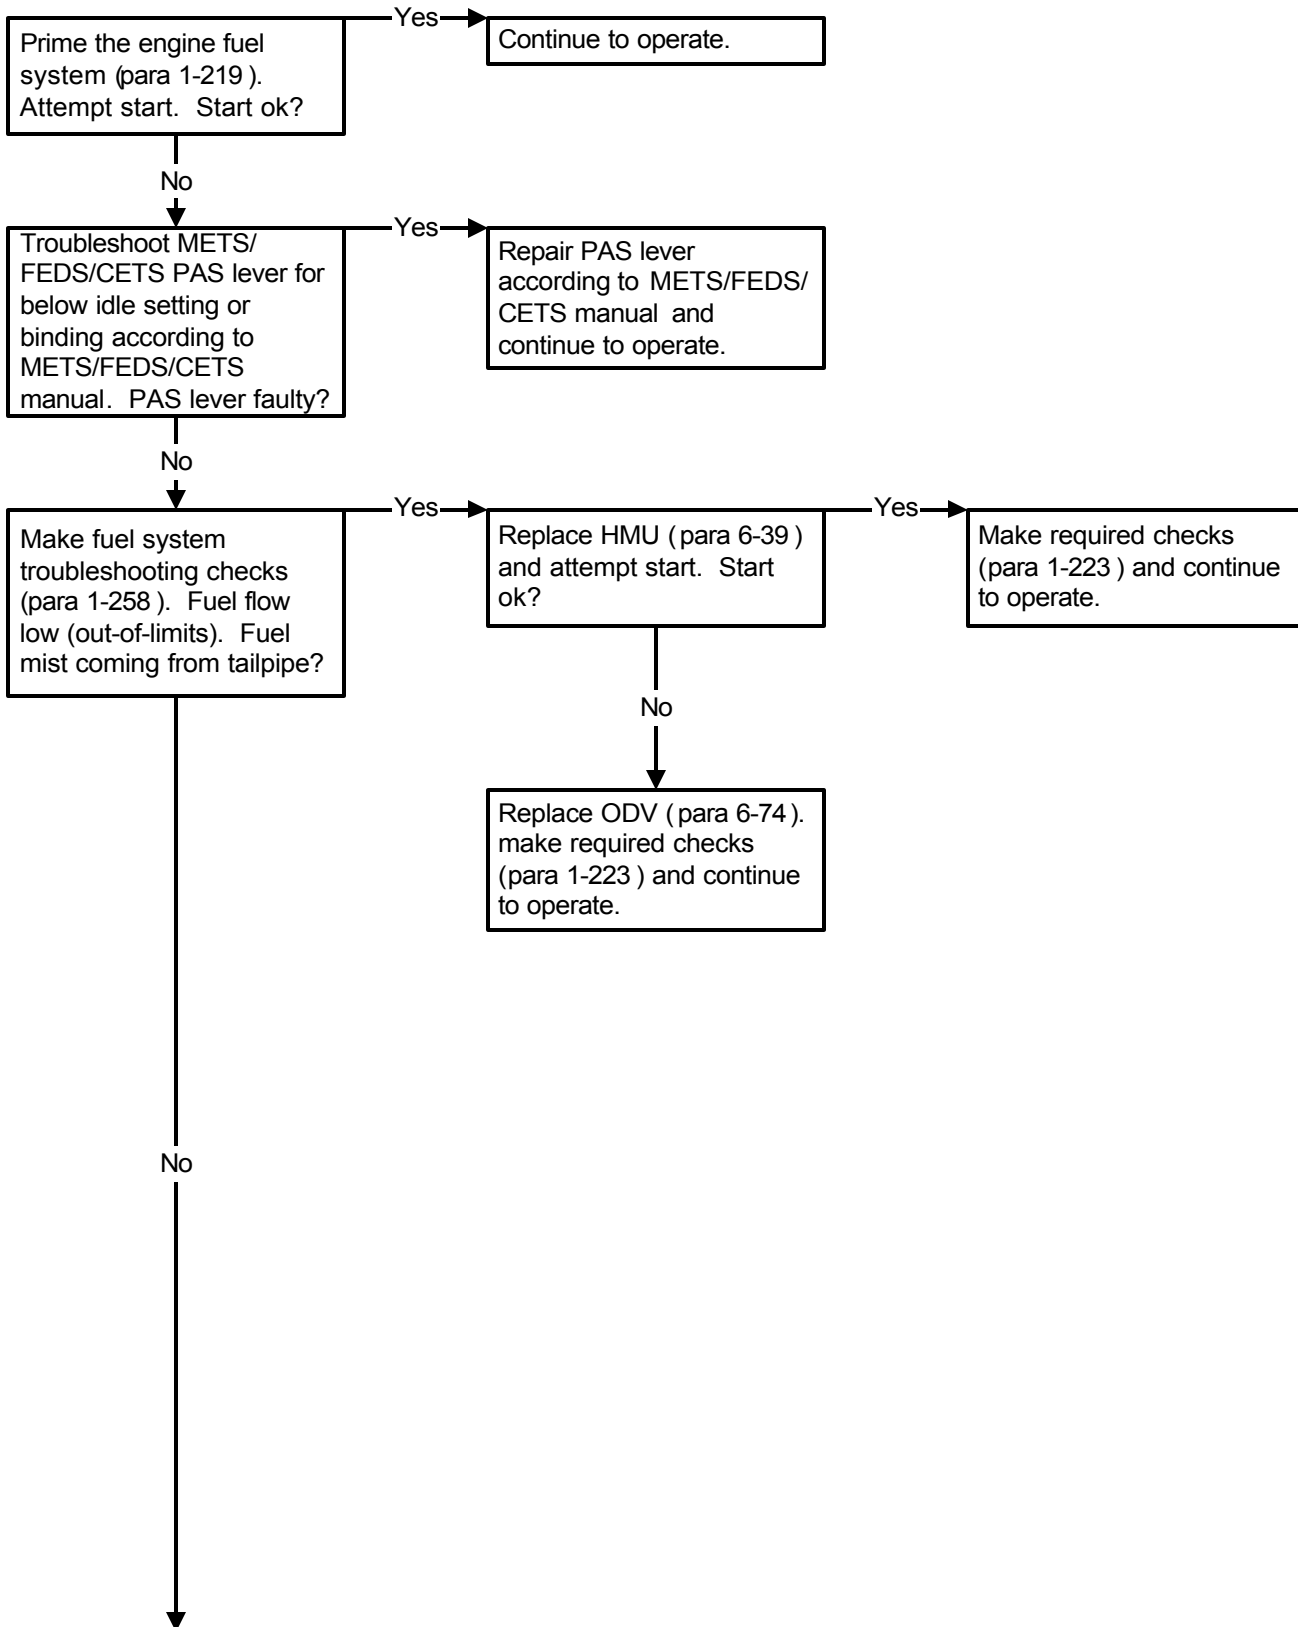 Prime the engine fuel
system (para 1-219 ).
Attempt start.  Start ok?
Yes
Continue to operate.
No
Troubleshoot METS/
FEDS/CETS PAS lever for
below idle setting or
binding according to
METS/FEDS/CETS
manual.  PAS lever faulty?
Yes
Repair PAS lever
according to METS/FEDS/
CETS manual and
continue to operate.
No
Make fuel system
troubleshooting checks
(para 1-258 ).  Fuel flow
low (out-of-limits).  Fuel
mist coming from tailpipe?
Yes
Replace HMU ( para 6-39 )
and attempt start.  Start
ok?
Yes
Make required checks
(para 1-223 ) and continue
to operate.
No
Replace ODV ( para 6-74 ).
make required checks
(para 1-223 ) and continue
to operate.
No